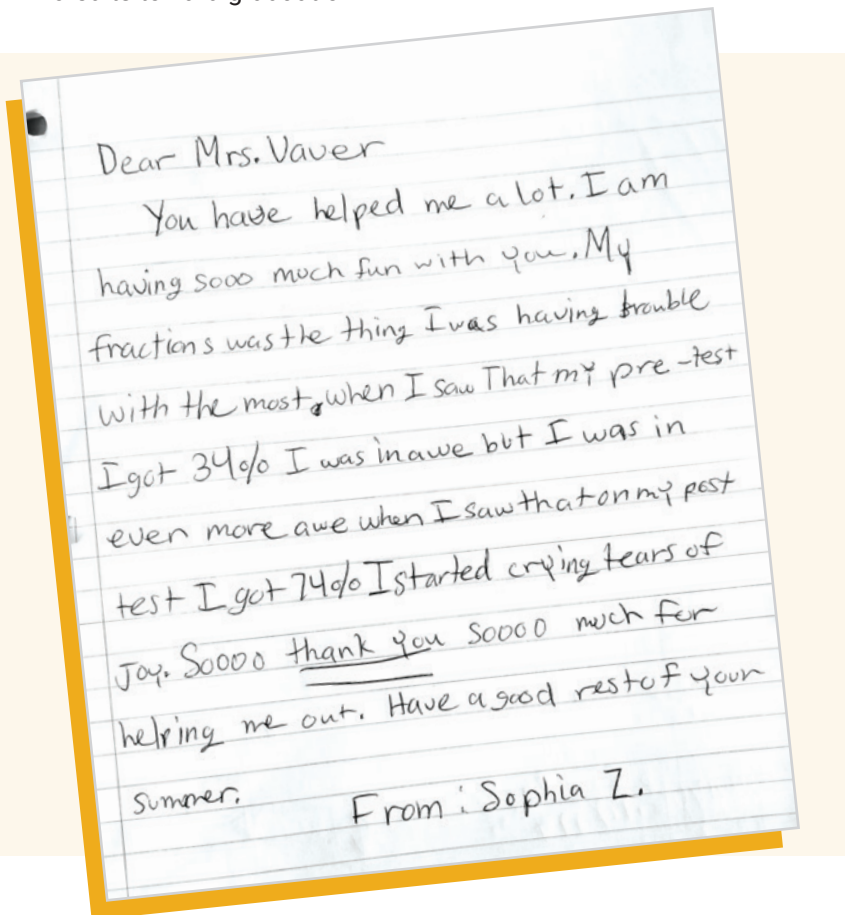 Dear Mrs. Vaver
You have helped me a lot. I am
having sooo much fun with you. My
fractions was the thing I was having trouble
with the most, when I saw That my pre-test
I got 34% I was in awe but I was in
even more awe when I saw that on my post
test I got 74% I started crying tears of
Joy. Soooo thank you soooo much for
helping me out. Have a good rest of your
summer.
From: Sophia Z.